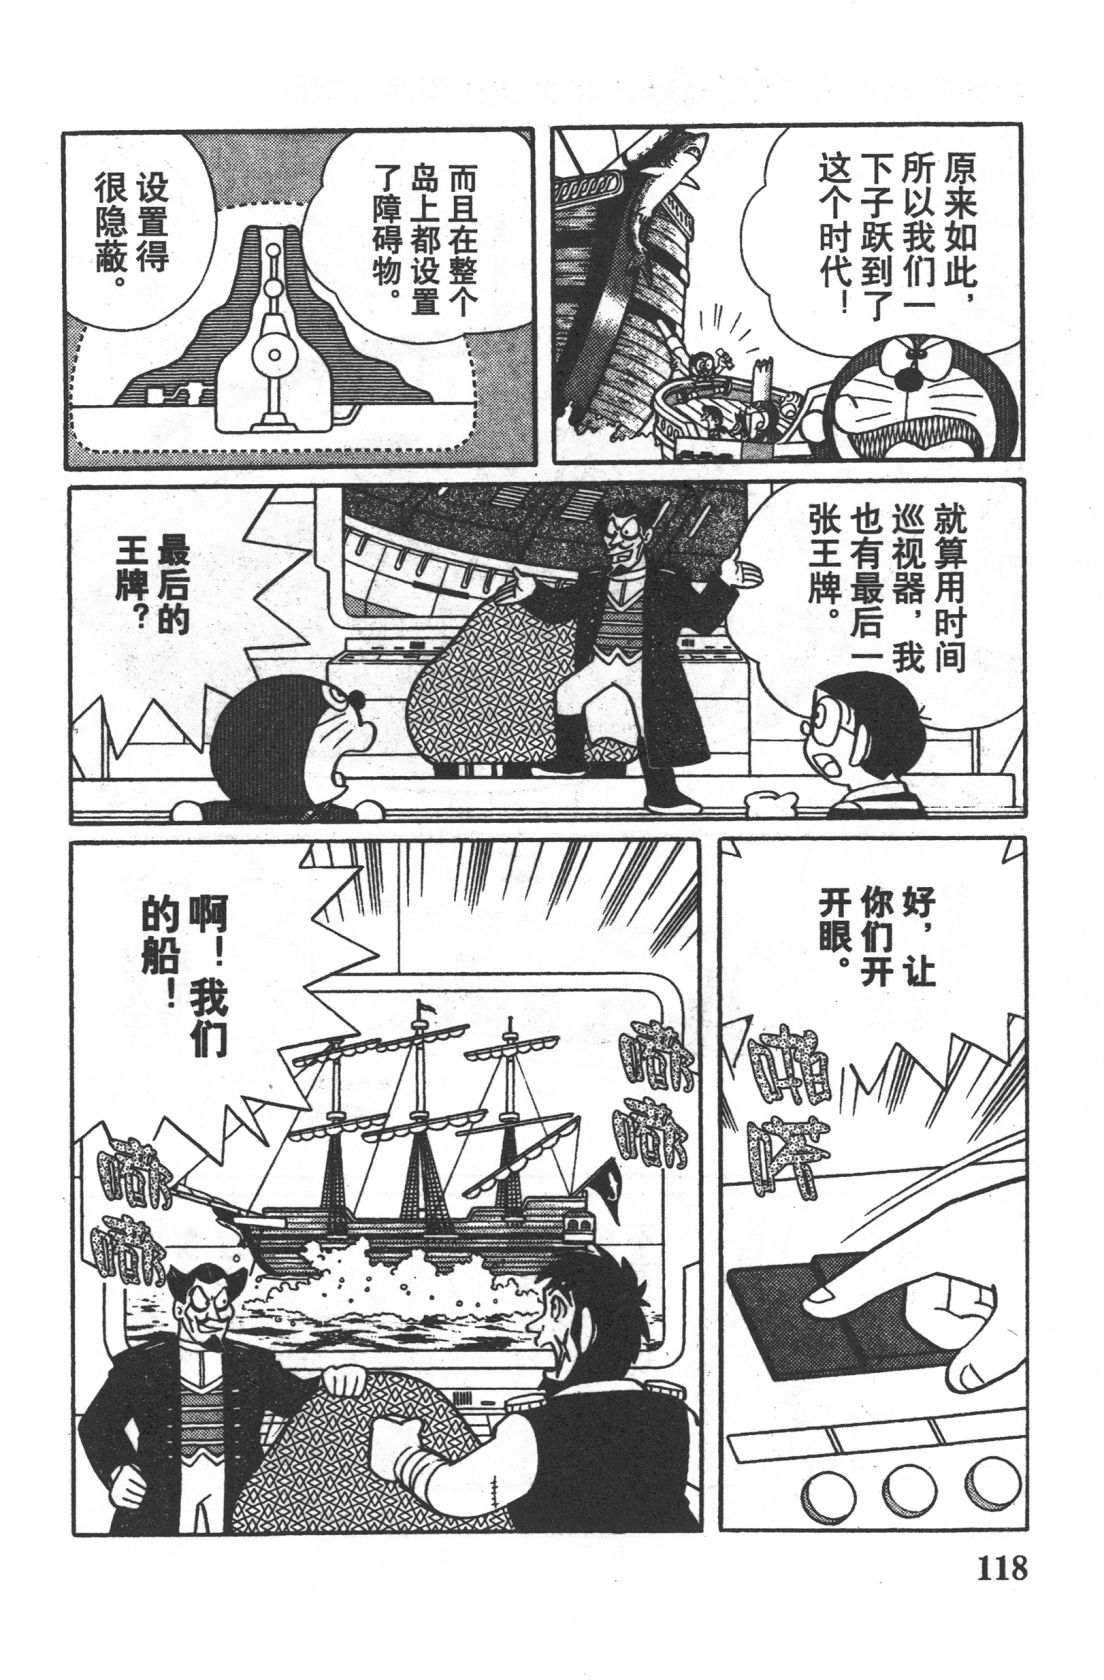 原来如此，
所以我们一
下子跃到了
这个时代！
而且在整个
岛上都设置
了障碍物。
设置得
很隐蔽。
就算用时间
巡视器，我
也有最后一
张王牌。
最后的
王牌？
好，让
你们开
开眼。
啪
嗒
啊！我们
的船！
118